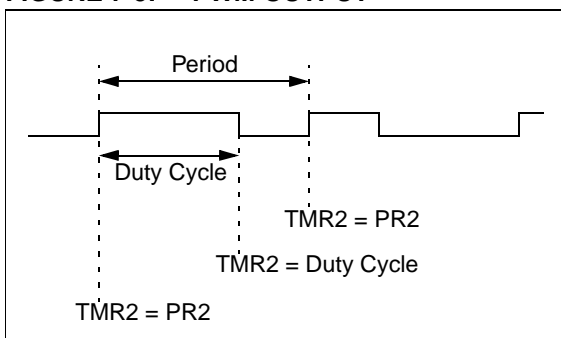 Period
Duty Cycle
TMR2 = PR2
TMR2 = Duty Cycle
TMR2 = PR2